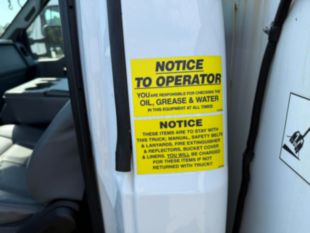 NOTICE
TO OPERATOR
YOU ARE RESPONSIBLE FOR CHECKING THE
OIL, GREASE & WATER
IN THIS EQUIPMENT AT ALL TIMES
NOTICE
THESE ITEMS ARE TO STAY WITH
THIS TRUCK: MANUAL, SAFETY BELTS
& LANYARDS, FIRE EXTINGUISHER
& REFLECTORS, BUCKET COVER
& LINERS. YOU WILL BE CHARGED
FOR THESE ITEMS IF NOT
RETURNED WITH TRUCK!!